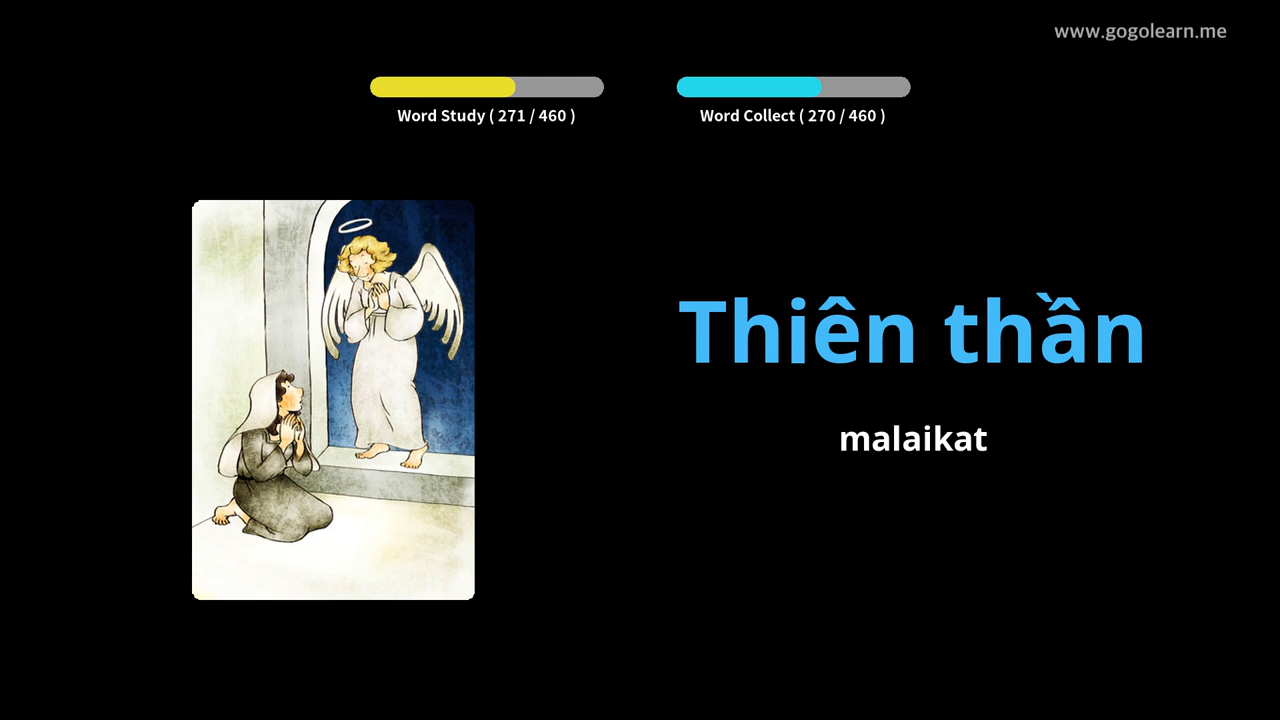 www.gogolearn.me
Word Study ( 271 / 460 )
Word Collect ( 270 / 460 )
Thiên thần
malaikat